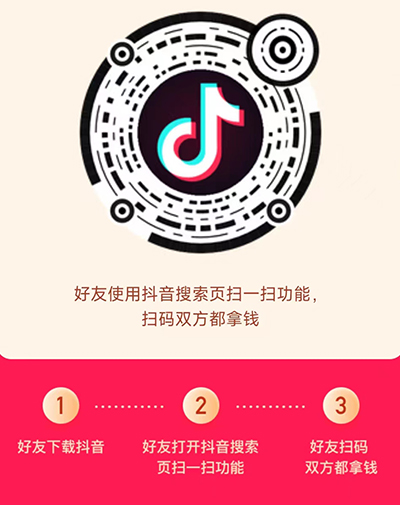 好友使用抖音搜索页扫一扫功能，
扫码双方都拿钱
1
2
3
好友下载抖音
好友打开抖音搜索
页扫一扫功能
好友扫码
双方都拿钱